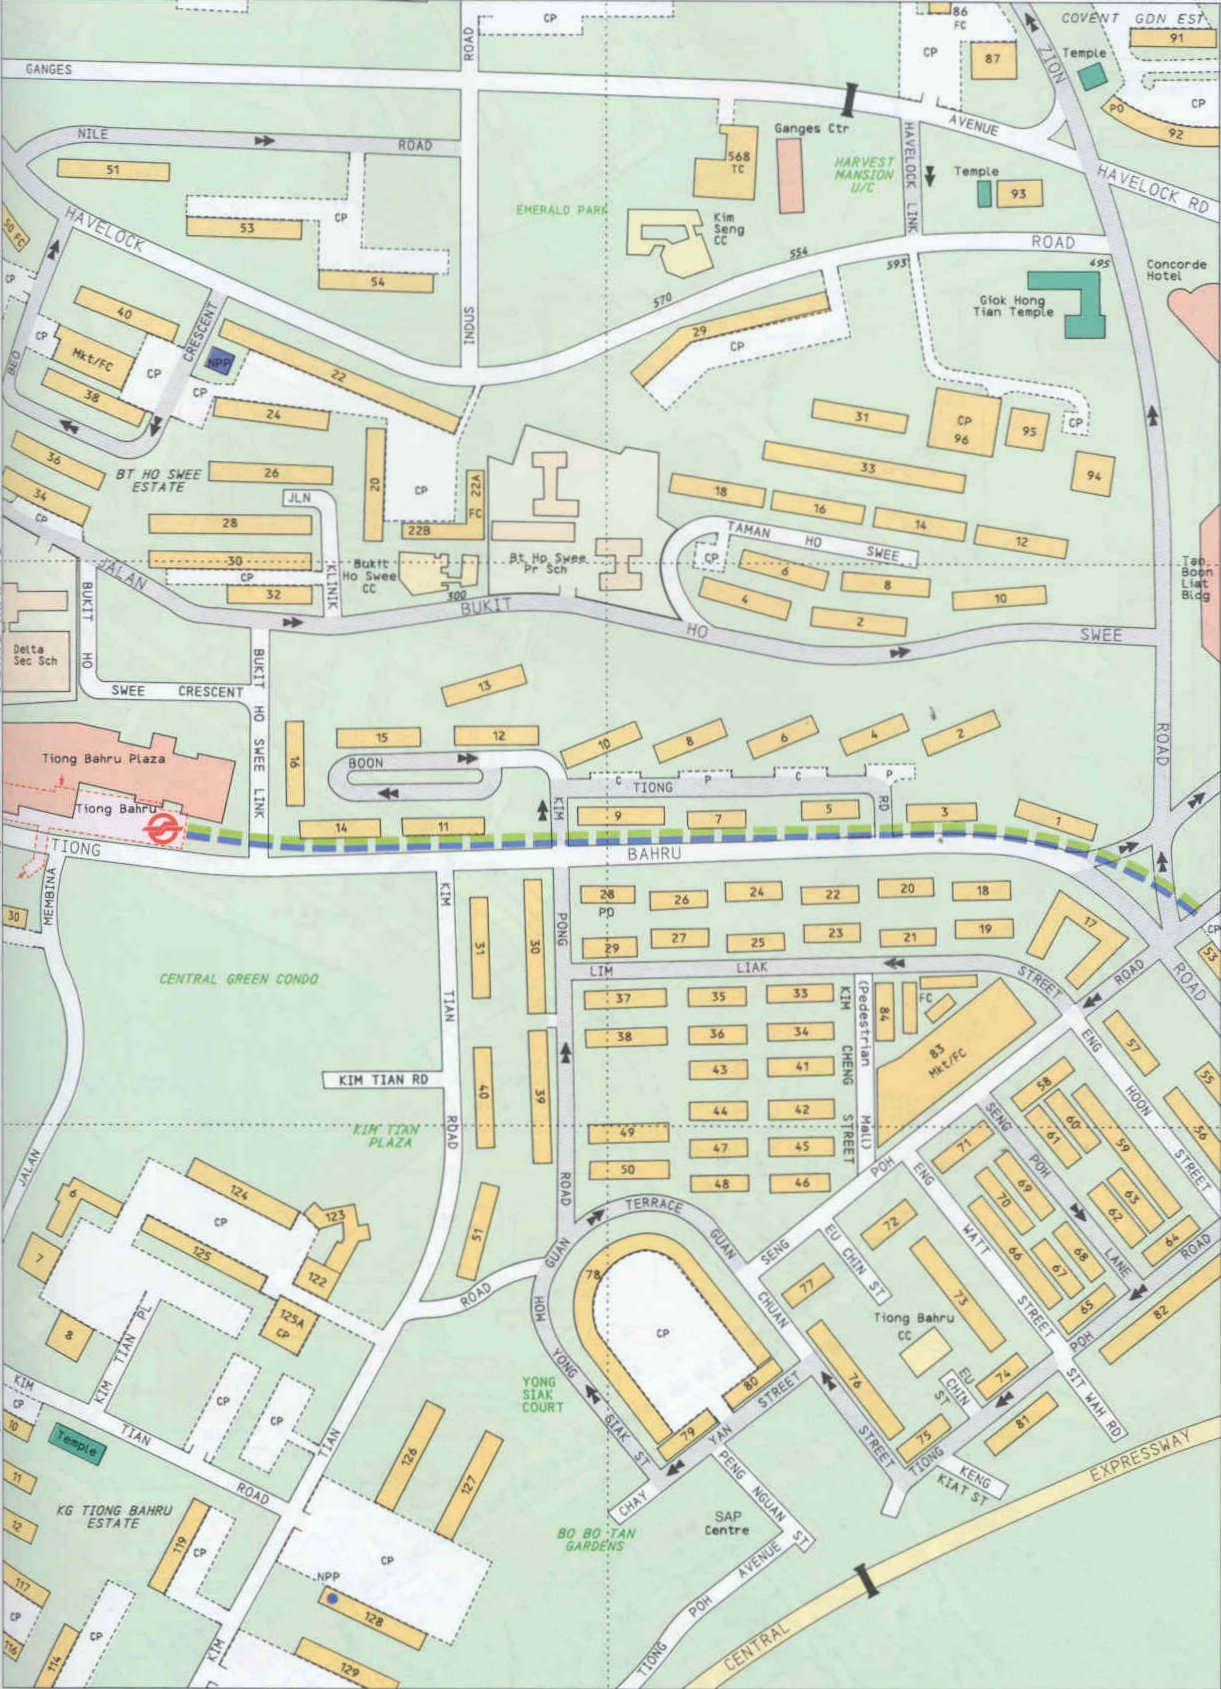 CP
86
FC
COVENT GDN EST
91
ROAD
GANGES
CP
87
ZION
Temple
CP
PO
92
NILE
ROAD
Ganges Ctr
AVENUE
HAVELOCK LINK
51
568
TC
HARVEST
MANSION
U/C
Temple
93
HAVELOCK RD
50 FC
HAVELOCK
53
CP
EMERALD PARK
Kim
Seng
CC
554
593
ROAD
495
Concorde
Hotel
CP
54
570
Giok Hong
Tian Temple
40
CRESCENT
INDUS
29
CP
CP
Mkt/FC
NPP
CP
BEO
38
CP
22
24
31
CP
96
95
CP
36
BT HO SWEE
ESTATE
26
20
CP
22A
FC
33
94
34
CP
JLN
18
16
14
12
28
22B
TAMAN HO SWEE
CP
30
CP
KLINIK
Bukit
Ho Swee
CC
Bt Ho Swee
Pr Sch
6
8
Tan
Boon
Liat
Bldg
JALAN
32
300
4
10
BUKIT
HO
SWEE
2
BUKIT HO
Delta
Sec Sch
SWEE CRESCENT
BUKIT HO SWEE LINK
13
ROAD
16
15
12
10
8
6
4
2
Tiong Bahru Plaza
BOON
C
P
C
P
TIONG
Tiong Bahru
KIM
RD
14
11
9
7
5
3
1
TIONG
BAHRU
MEMBINA
30
KIM
31
30
PONG
28
PO
26
24
22
20
18
17
CP
53
29
27
25
23
21
19
CENTRAL GREEN CONDO
LIM
LIAK
STREET
ROAD
ROAD
TIAN
37
35
33
KIM
CHENG
STREET
(Pedestrian
Mall)
84
FC
38
36
34
83
Mkt/FC
ENG
HOON
STREET
57
KIM TIAN RD
40
39
43
41
58
55
KIM TIAN
PLAZA
ROAD
44
42
SENG
POH
LANE
60
61
59
56
49
47
45
71
50
48
46
POH
ENG
WATT
STREET
69
63
JALAN
6
124
123
ROAD
TERRACE
GUAN
72
70
62
CP
51
SENG
EU CHIN ST
66
68
64
ROAD
7
125
122
GUAN
78
77
73
67
ROAD
HOM
CHUAN
65
82
8
TIAN PL
KIM
125A
CP
CP
Tiong Bahru
CC
POH
KIM
CP
YONG
SIAK
COURT
YONG
SIAK ST
80
STREET
76
EU
CHIN
ST
74
SIT WAH RD
CP
10
Temple
CP
TIAN
TIAN
126
79
YAN
STREET
75
81
11
ROAD
127
TIONG
KENG
KIAT ST
EXPRESSWAY
KG TIONG BAHRU
ESTATE
12
CHAY
PENG NGUAN ST
SAP
Centre
BO BO TAN
GARDENS
119
CP
CP
NPP
117
128
CP
CP
116
114
KIM
129
TIONG
POH
AVENUE
CENTRAL